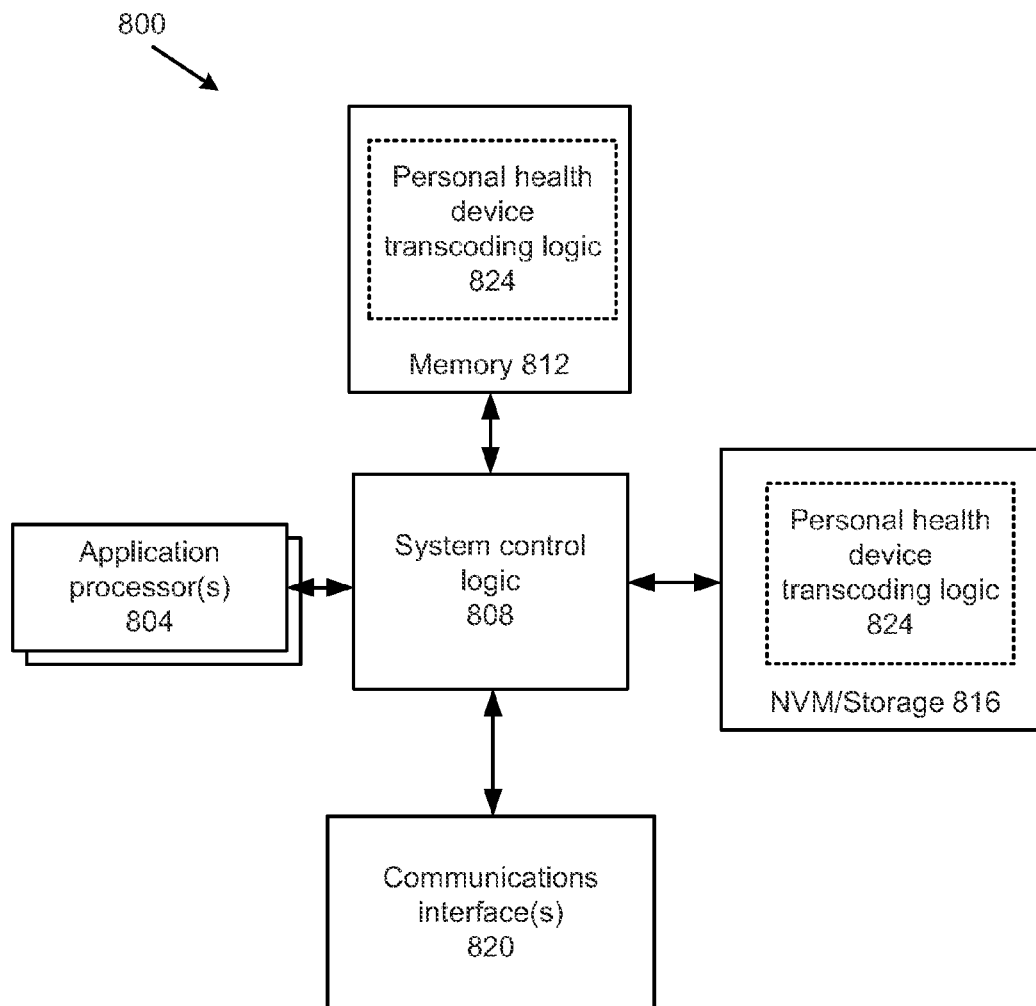 800
Personal health
device
transcoding logic
824
Memory 812
Application
processor(s)
804
System control
logic
808
Personal health
device
transcoding logic
824
NVM/Storage 816
Communications
interface(s)
820